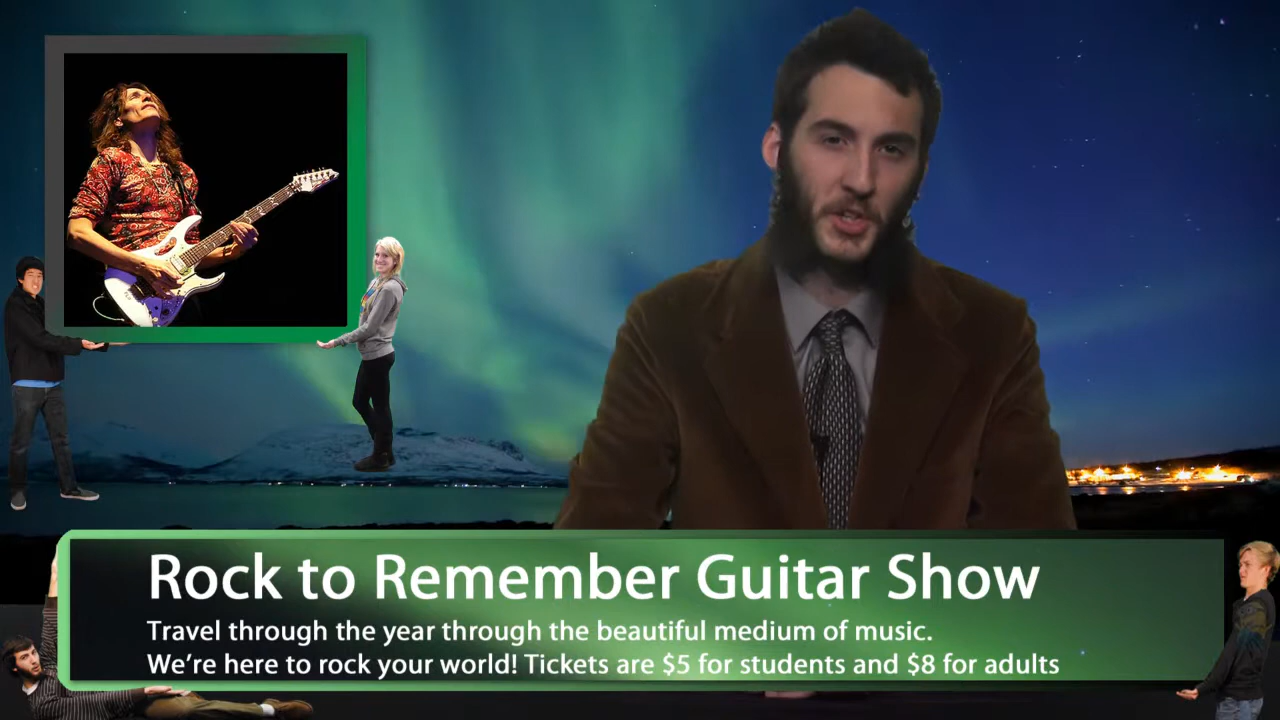 Rock to Remember Guitar Show
Travel through the year through the beautiful medium of music.
We're here to rock your world! Tickets are $5 for students and $8 for adults